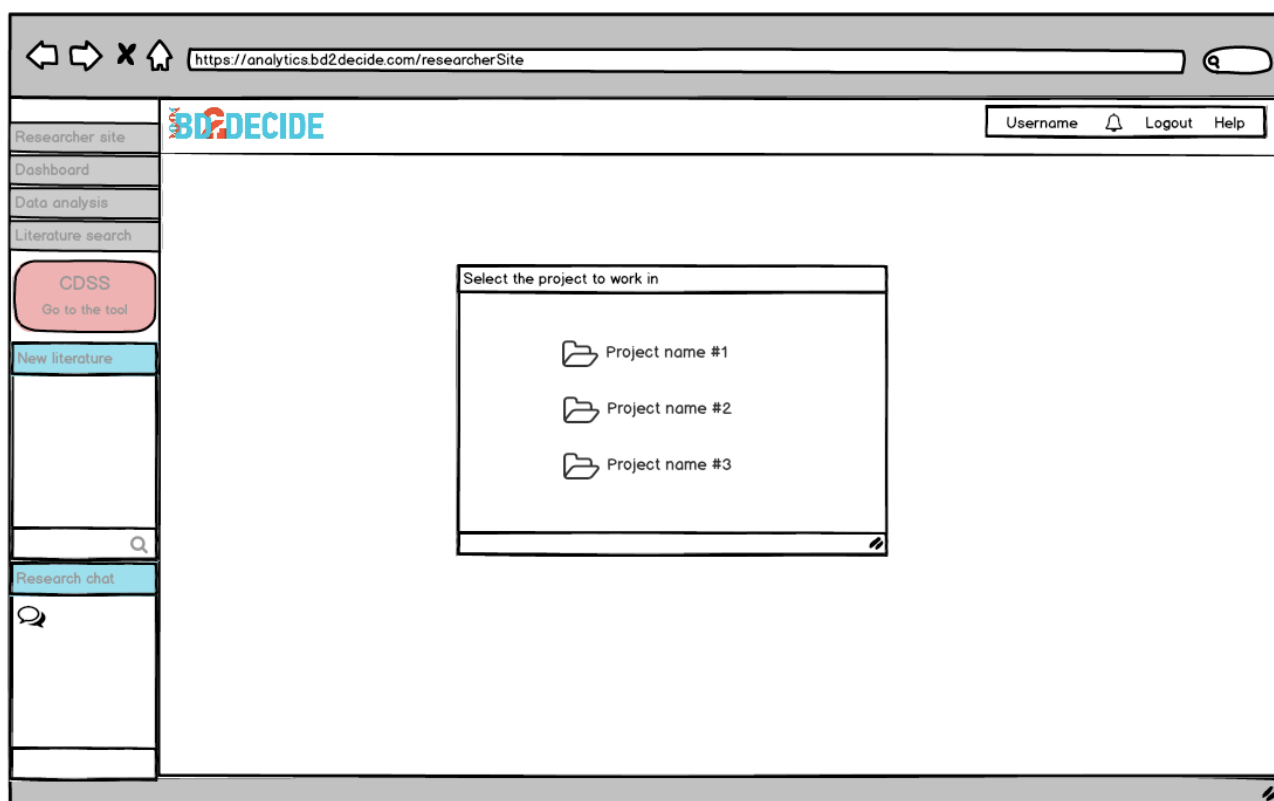 https://analytics.bd2decide.com/researcherSite
BD2DECIDE
Username Logout Help
Researcher site
Dashboard
Data analysis
Literature search
CDSS
Go to the tool
New literature
Research chat
Select the project to work in
Project name #1
Project name #2
Project name #3